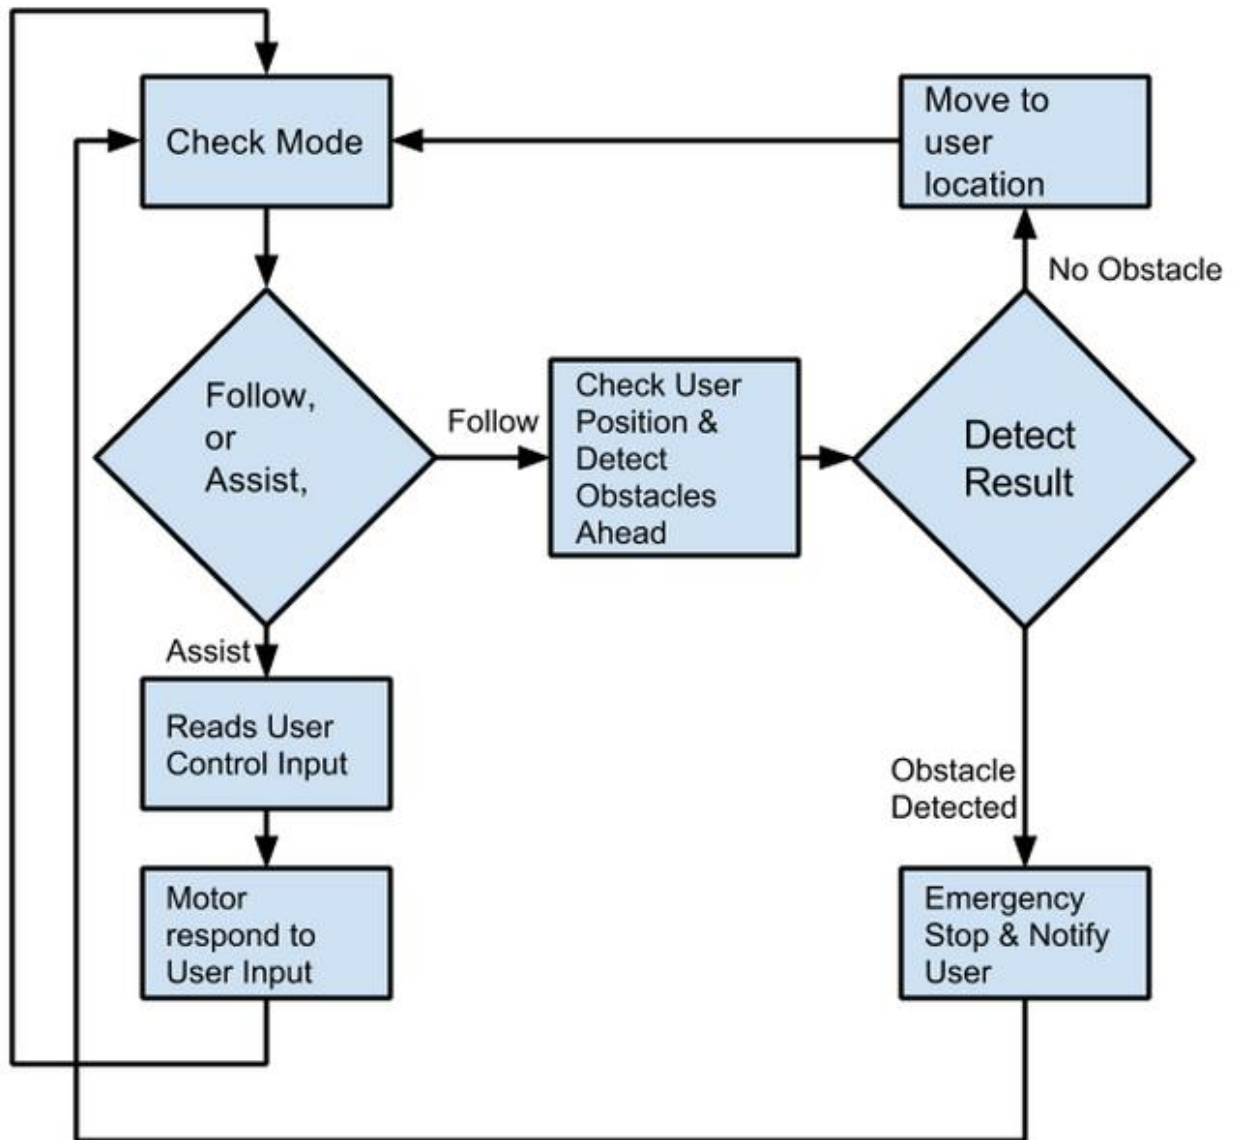 Check Mode
Move to
user
location
No Obstacle
Follow,
or
Assist,
Follow
Check User
Position &
Detect
Obstacles
Ahead
Detect
Result
Assist
Reads User
Control Input
Obstacle
Detected
Motor
respond to
User Input
Emergency
Stop & Notify
User